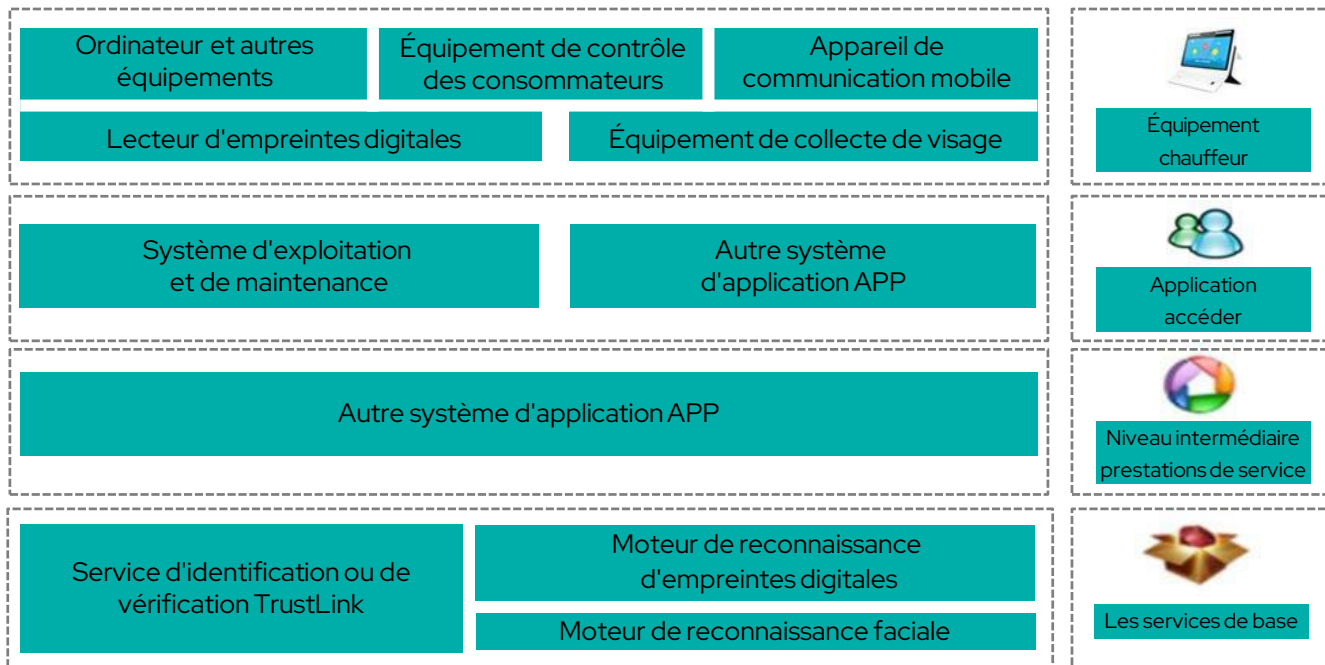 Ordinateur et autres
équipements
Équipement de contrôle
des consommateurs
Appareil de
communication mobile
Lecteur d'empreintes digitales
Équipement de collecte de visage
Équipement
chauffeur
Système d'exploitation
et de maintenance
Autre système
d'application APP
Application
accéder
Autre système d'application APP
Niveau intermédiaire
prestations de service
Service d'identification ou de
vérification TrustLink
Moteur de reconnaissance
d'empreintes digitales
Moteur de reconnaissance faciale
Les services de base